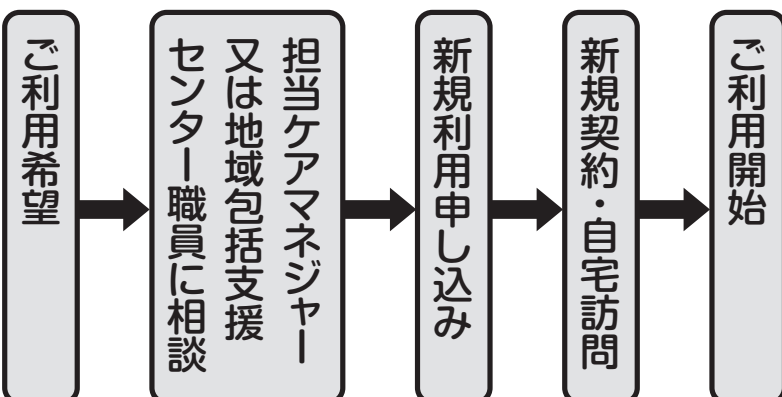 ご利用希望
担当ケアマネジャー
又は地域包括支援
センター職員に相談
新規利用申し込み
新規契約・自宅訪問
ご利用開始